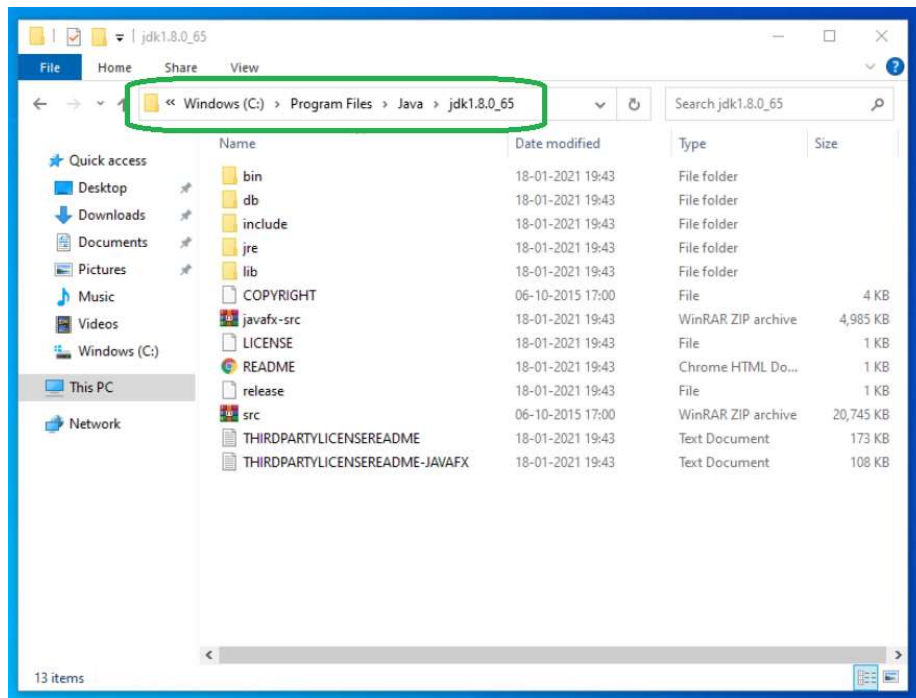 jdk1.8.0_65
File Home Share View
« Windows (C:) › Program Files › Java › jdk1.8.0_65 Search jdk1.8.0_65
Name Date modified Type Size
Quick access
Desktop
Downloads
Documents
Pictures
Music
Videos
Windows (C:)
This PC
Network
bin 18-01-2021 19:43 File folder
db 18-01-2021 19:43 File folder
include 18-01-2021 19:43 File folder
jre 18-01-2021 19:43 File folder
lib 18-01-2021 19:43 File folder
COPYRIGHT 06-10-2015 17:00 File 4 KB
javafx-src 18-01-2021 19:43 WinRAR ZIP archive 4,985 KB
LICENSE 18-01-2021 19:43 File 1 KB
README 18-01-2021 19:43 Chrome HTML Do... 1 KB
release 18-01-2021 19:43 File 1 KB
src 06-10-2015 17:00 WinRAR ZIP archive 20,745 KB
THIRDPARTYLICENSEREADME 18-01-2021 19:43 Text Document 173 KB
THIRDPARTYLICENSEREADME-JAVAFX 18-01-2021 19:43 Text Document 108 KB
13 items